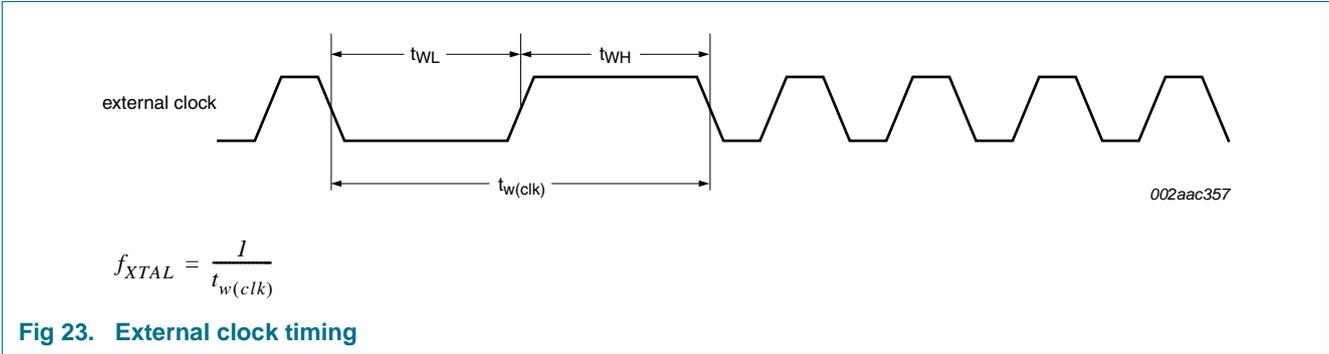 tWL
tWH
external clock
tw(clk)
002aac357
fXTAL = 1 / tw(clk)
Fig 23. External clock timing